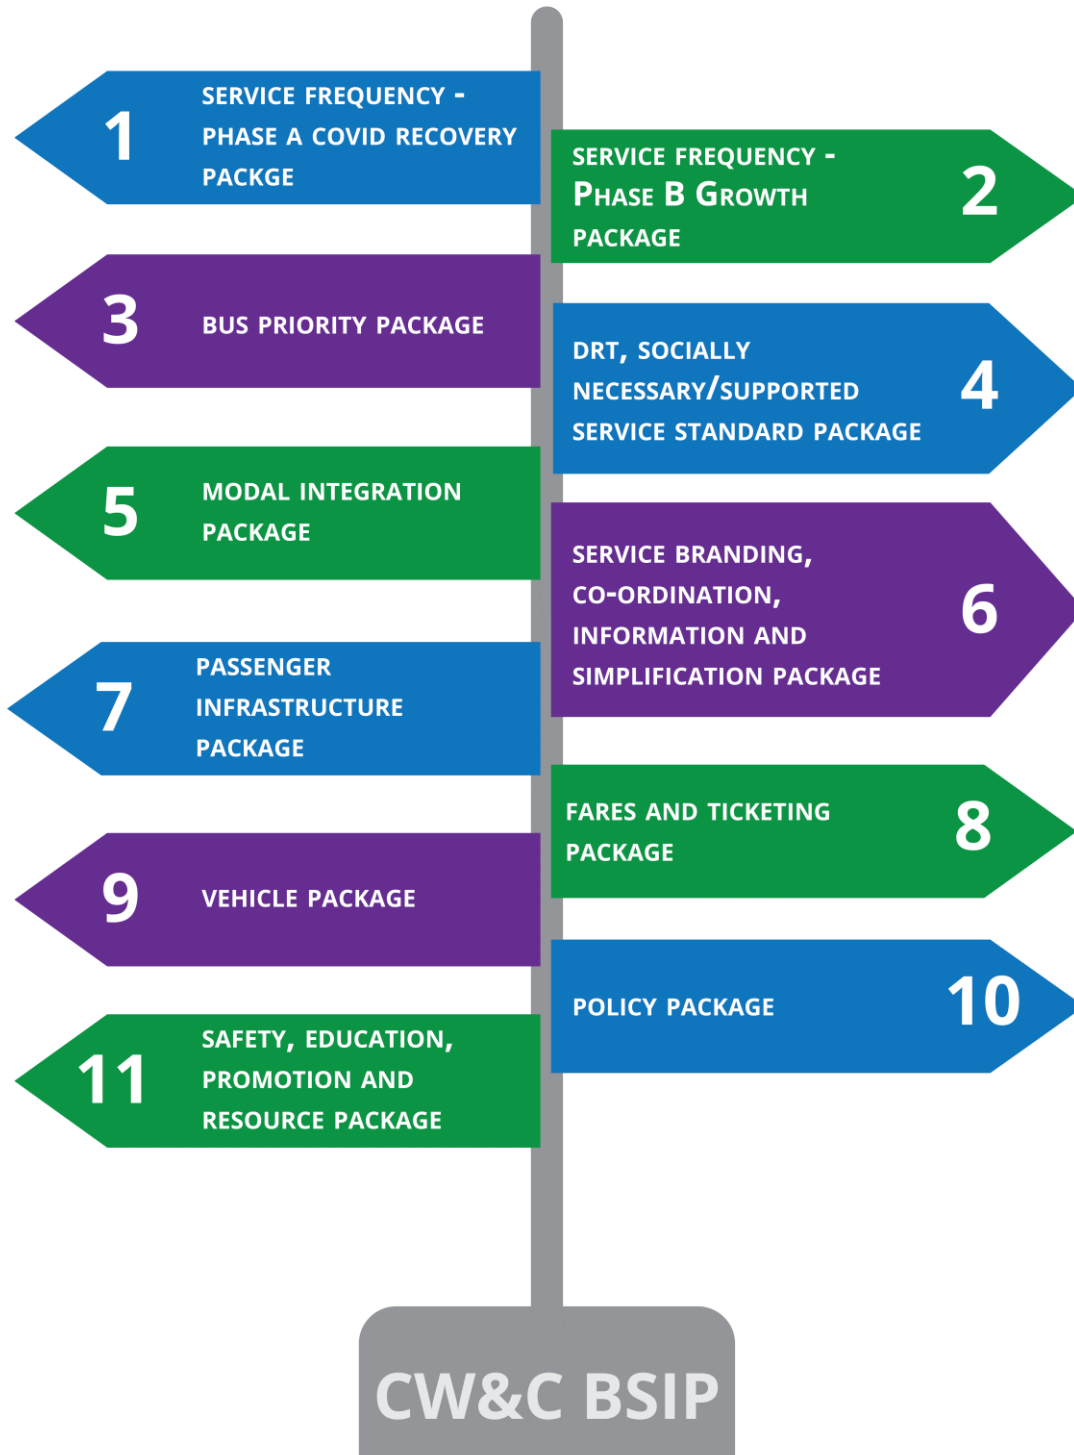 1
SERVICE FREQUENCY -
PHASE A COVID RECOVERY
PACKGE
SERVICE FREQUENCY -
PHASE B GROWTH
PACKAGE
2
3
BUS PRIORITY PACKAGE
DRT, SOCIALLY
NECESSARY/SUPPORTED
SERVICE STANDARD PACKAGE
4
5
MODAL INTEGRATION
PACKAGE
SERVICE BRANDING,
CO-ORDINATION,
INFORMATION AND
SIMPLIFICATION PACKAGE
6
7
PASSENGER
INFRASTRUCTURE
PACKAGE
FARES AND TICKETING
PACKAGE
8
9
VEHICLE PACKAGE
POLICY PACKAGE
10
11
SAFETY, EDUCATION,
PROMOTION AND
RESOURCE PACKAGE
CW&C BSIP